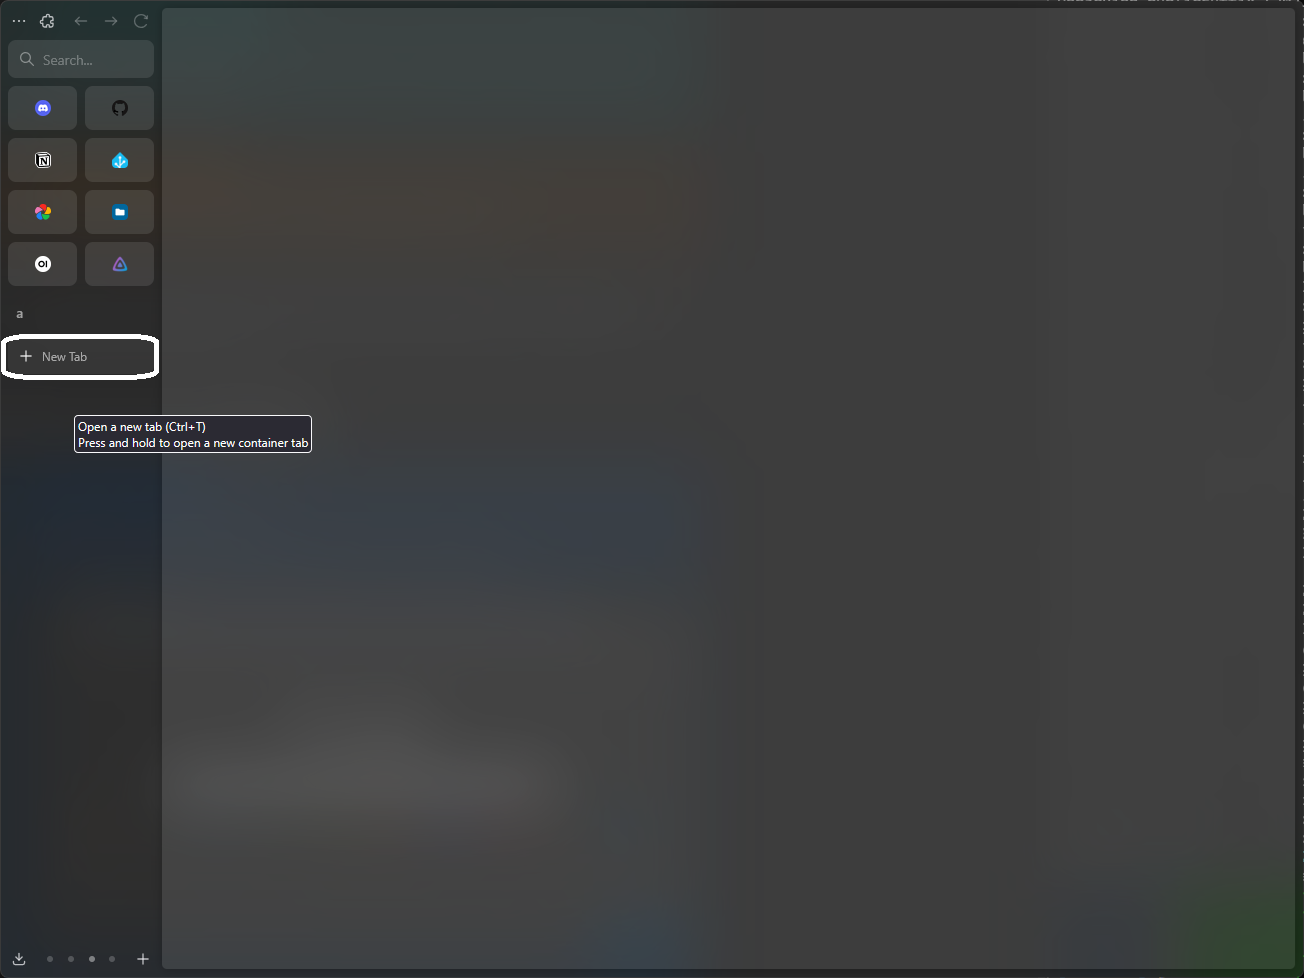 Search...
a
New Tab
Open a new tab (Ctrl+T)
Press and hold to open a new container tab